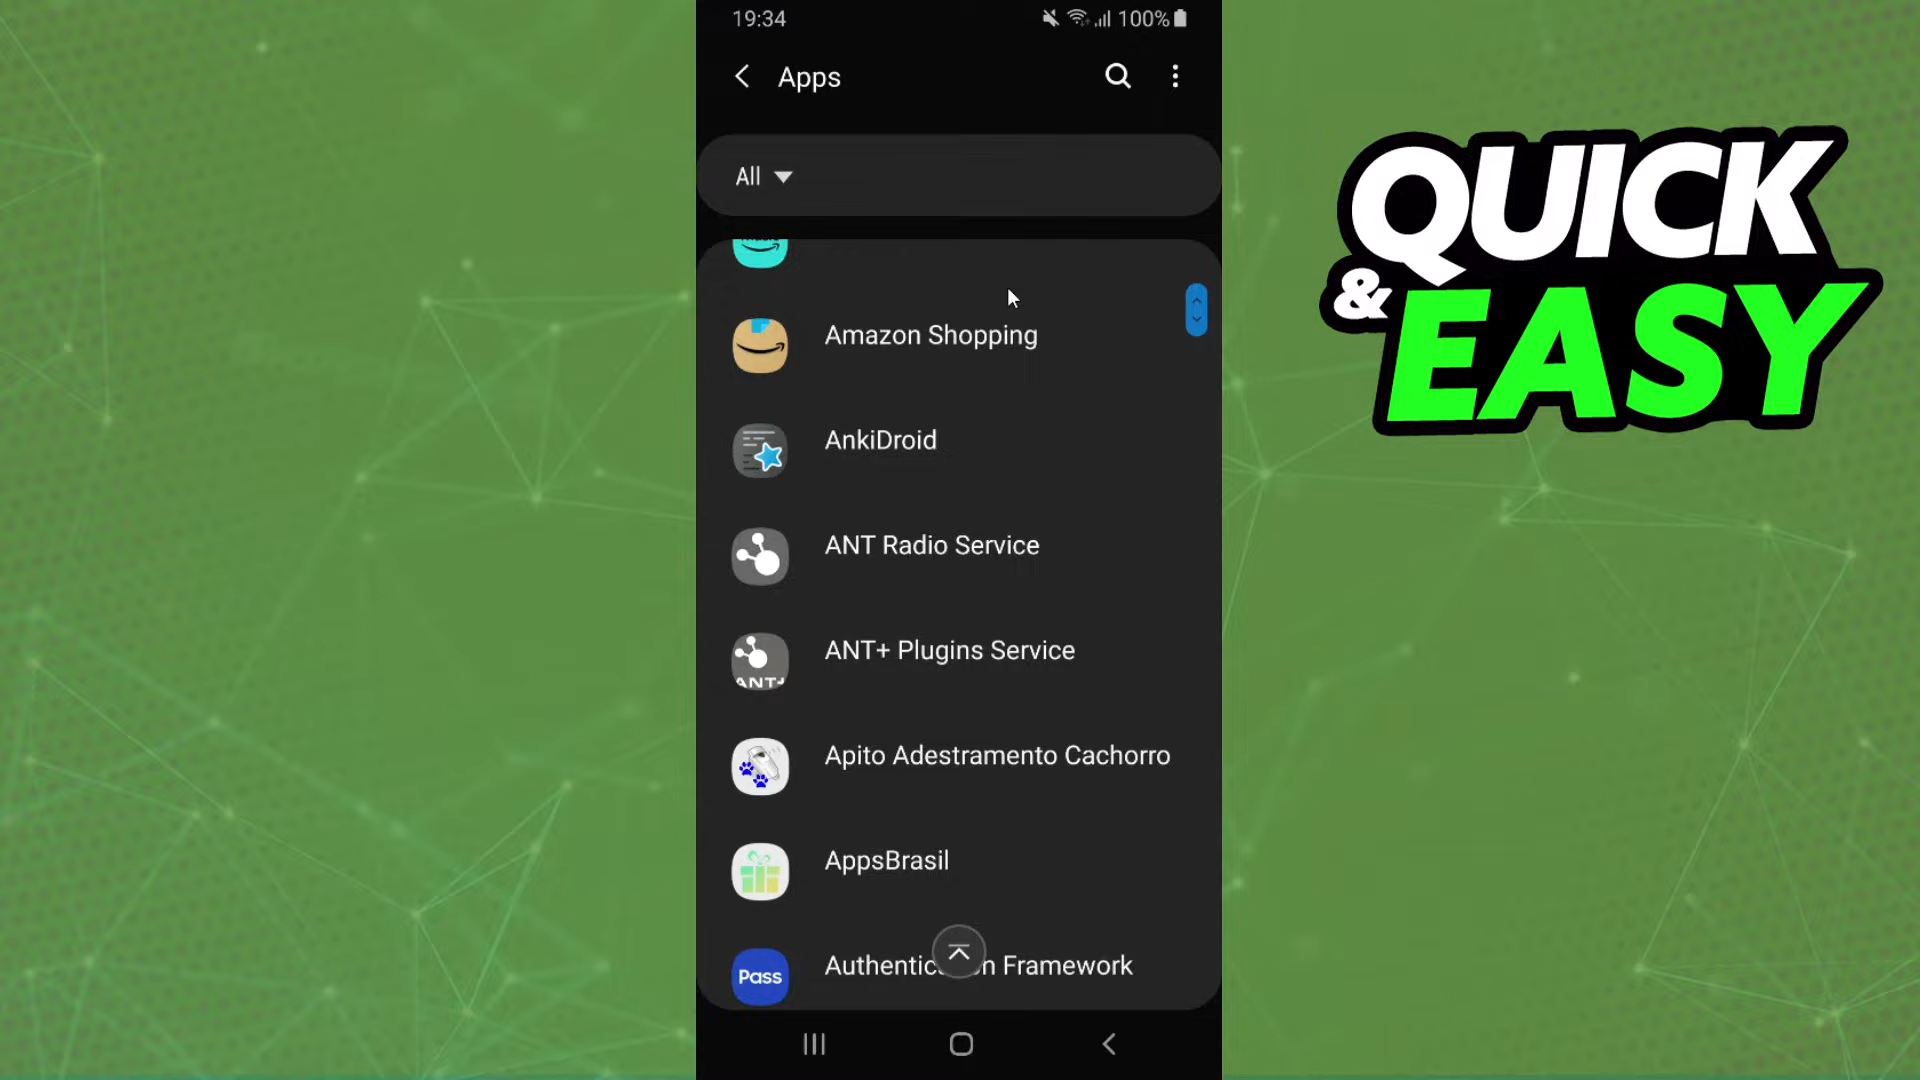 19:34
100%
Apps
All
Amazon Shopping
AnkiDroid
ANT Radio Service
ANT+ Plugins Service
ANT+
Apito Adestramento Cachorro
AppsBrasil
Pass
Framework
QUICK
& EASY